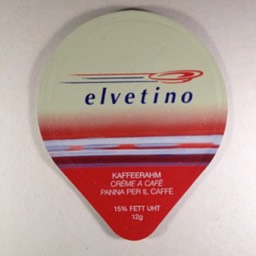 elvetino
KAFFEERAHM
CRÈME A CAFÉ
PANNA PER IL CAFFÈ
15% FETT UHT
12g